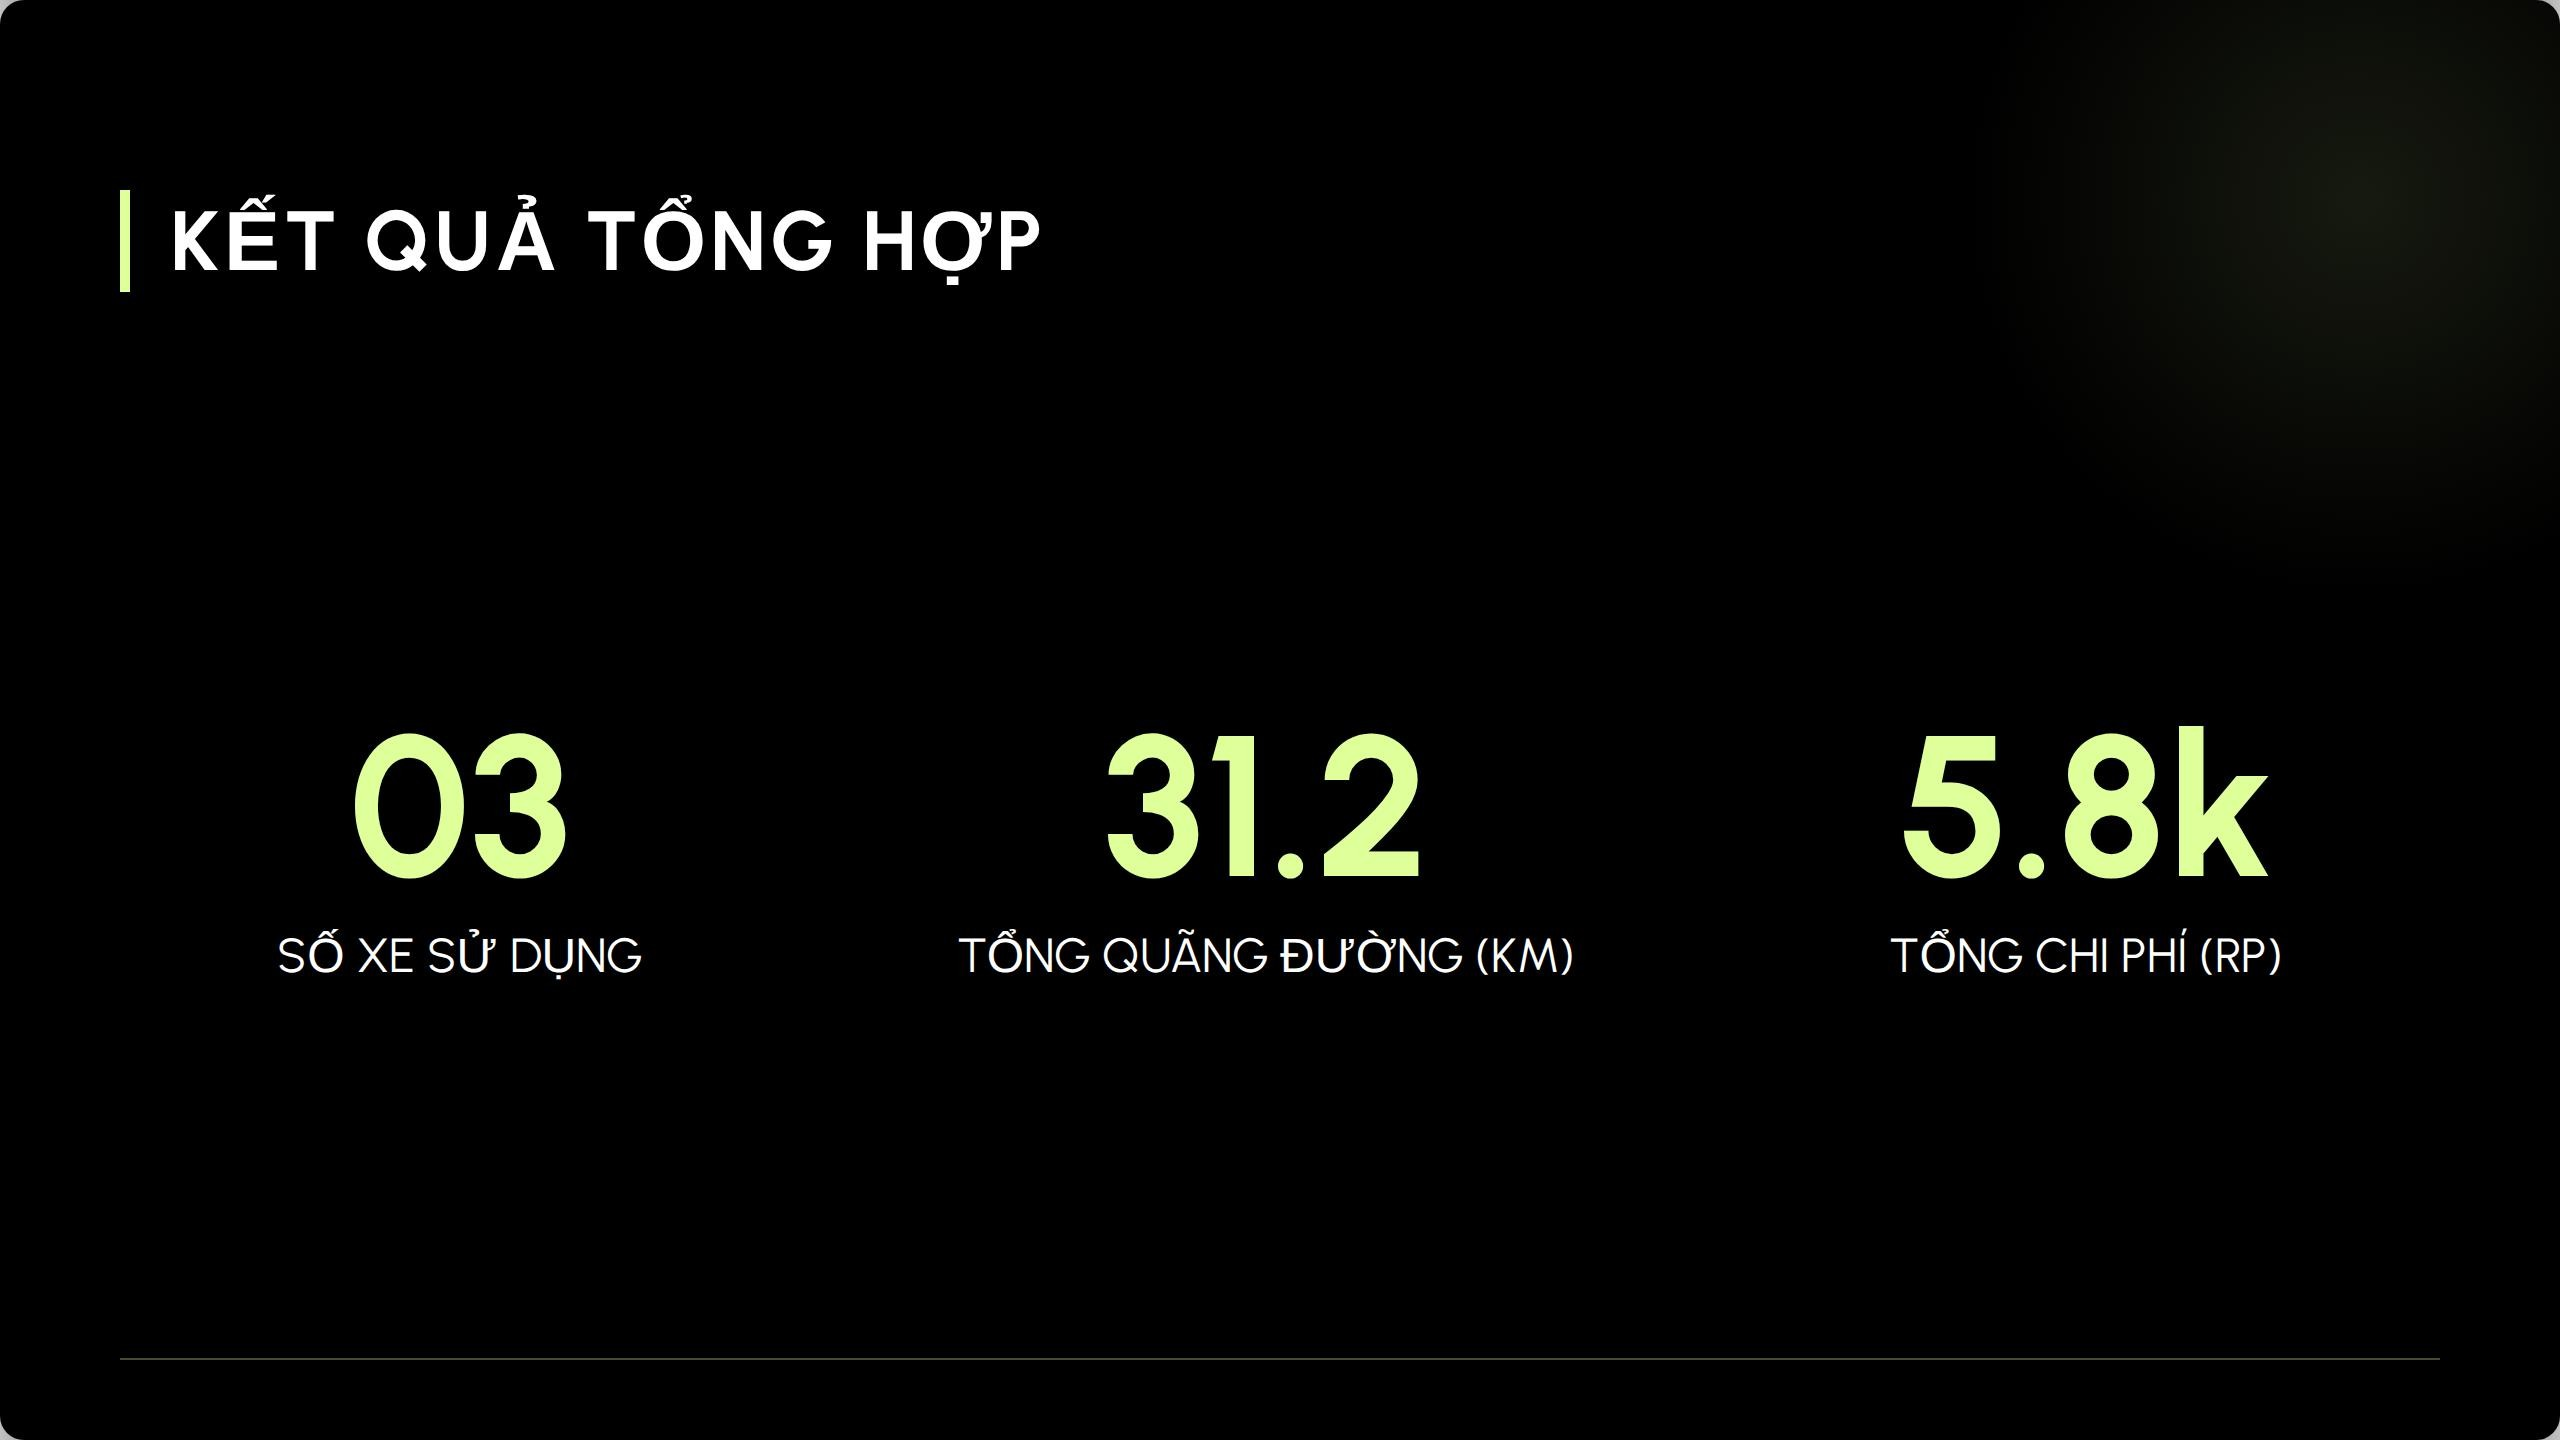 KẾT QUẢ TỔNG HỢP
03
SỐ XE SỬ DỤNG
31.2
TỔNG QUÃNG ĐƯỜNG (KM)
5.8k
TỔNG CHI PHÍ (RP)